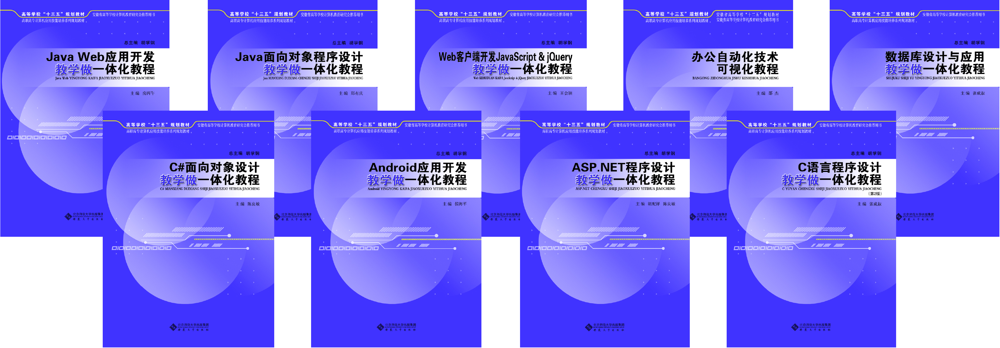 高等学校“十三五”规划教材
安徽省高等学校计算机教育研究会推荐用书
高职高专计算机应用技能培养系列规划教材
总主编 胡学钢
Java Web应用开发
教学做一体化教程
Java Web YINGYONG KAIFA JIAOXUEZUO YITIHUA JIAOCHENG
主编 房丙午
北京师范大学出版集团
安徽大学出版社
高等学校“十三五”规划教材
安徽省高等学校计算机教育研究会推荐用书
高职高专计算机应用技能培养系列规划教材
总主编 胡学钢
Java面向对象程序设计
教学做一体化教程
Java MIANXIANG DUIXIANG CHENGXU SHEJI JIAOXUEZUO YITIHUA JIAOCHENG
主编 郑有庆
北京师范大学出版集
安徽大学出版社
高等学校“十三五”规划教材
安徽省高等学校计算机教育研究会推荐用书
高职高专计算机应用技能培养系列规划教材
总主编 胡学钢
Web客户端开发JavaScript & jQuery
教学做一体化教程
Web KEHUDUAN KAIFA JavaScript & jQuery JIAOXUEZUO YITIHUA JIAOCHENG
主编 王会颖
北京师范大学出版集
安徽大学出版社
高等学校“十三五”规划教材
安徽省高等学校“十二五”规划教材
高职高专计算机应用技能培养系列规划教材
安徽省高等学校计算机教育研究会推荐用书
总主编 胡学钢
办公自动化技术
可视化教程
BANGONG ZIDONGHUA JISHU KESHIHUA JIAOCHENG
主编 邵 杰
北京师范大学出版集
安徽大学出版社
高等学校“十三五”规划教材
安徽省高等学校计算机教育研究会推荐用书
高职高专计算机应用技能培养系列规划教材
总主编 胡学钢
数据库设计与应用
教学做一体化教程
SHUJUKU SHEJI YU YINGYONG JIAOXUEZUO YITIHUA JIAOCHENG
主编 张成叔
北京师范大学出版集团
安徽大学出版社
高等学校“十三五”规划教材
安徽省高等学校计算机教育研究会推荐用书
高职高专计算机应用技能培养系列规划教材
总主编 胡学钢
C#面向对象设计
教学做一体化教程
C# MIANXIANG DUIXIANG SHEJI JIAOXUEZUO YITIHUA JIAOCHENG
主编 陈良敏
北京师范大学出版集团
安徽大学出版社
高等学校“十三五”规划教材
安徽省高等学校计算机教育研究会推荐用书
高职高专计算机应用技能培养系列规划教材
总主编 胡学钢
Android应用开发
教学做一体化教程
Android YINGYONG KAIFA JIAOXUEZUO YITIHUA JIAOCHENG
主编 侯海平
北京师范大学出版集团
安徽大学出版社
高等学校“十三五”规划教材
安徽省高等学校计算机教育研究会推荐用书
高职高专计算机应用技能培养系列规划教材
总主编 胡学钢
ASP.NET程序设计
教学做一体化教程
ASP.NET CHENGXU SHEJI JIAOXUEZUO YITIHUA JIAOCHENG
主编 胡配祥 陈良敏
北京师范大学出版集团
安徽大学出版社
高等学校“十三五”规划教材
安徽省高等学校计算机教育研究会推荐用书
高职高专计算机应用技能培养系列规划教材
总主编 胡学钢
C语言程序设计
教学做一体化教程
C YUYAN CHENGXU SHEJI JIAOXUEZUO YITIHUA JIAOCHENG
(第2版)
主编 张成叔
北京师范大学出版集团
安徽大学出版社